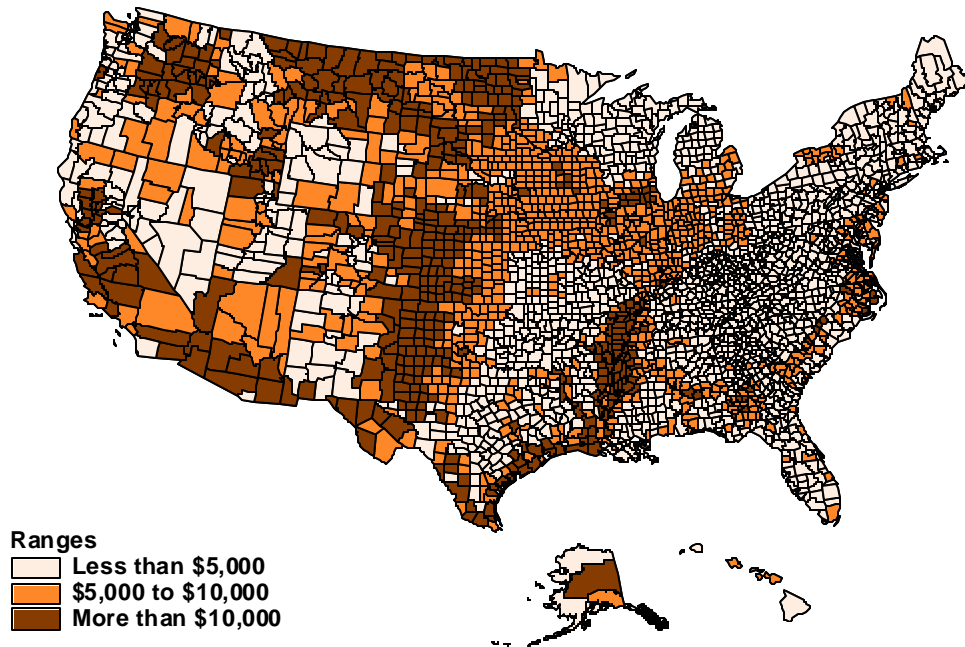 Ranges
Less than $5,000
$5,000 to $10,000
More than $10,000